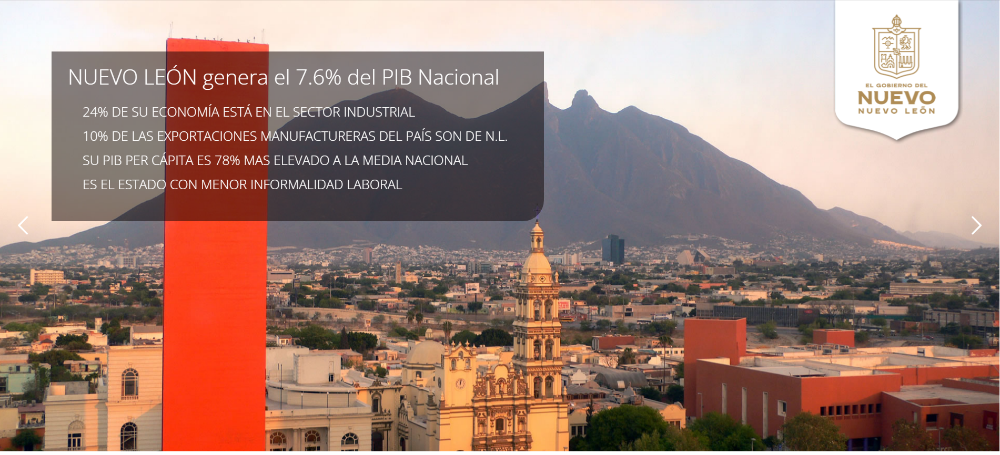 NUEVO LEÓN genera el 7.6% del PIB Nacional
24% DE SU ECONOMÍA ESTÁ EN EL SECTOR INDUSTRIAL
10% DE LAS EXPORTACIONES MANUFACTURERAS DEL PAÍS SON DE N.L.
SU PIB PER CÁPITA ES 78% MAS ELEVADO A LA MEDIA NACIONAL
ES EL ESTADO CON MENOR INFORMALIDAD LABORAL
EL GOBIERNO DEL
NUEVO
NUEVO LEÓN